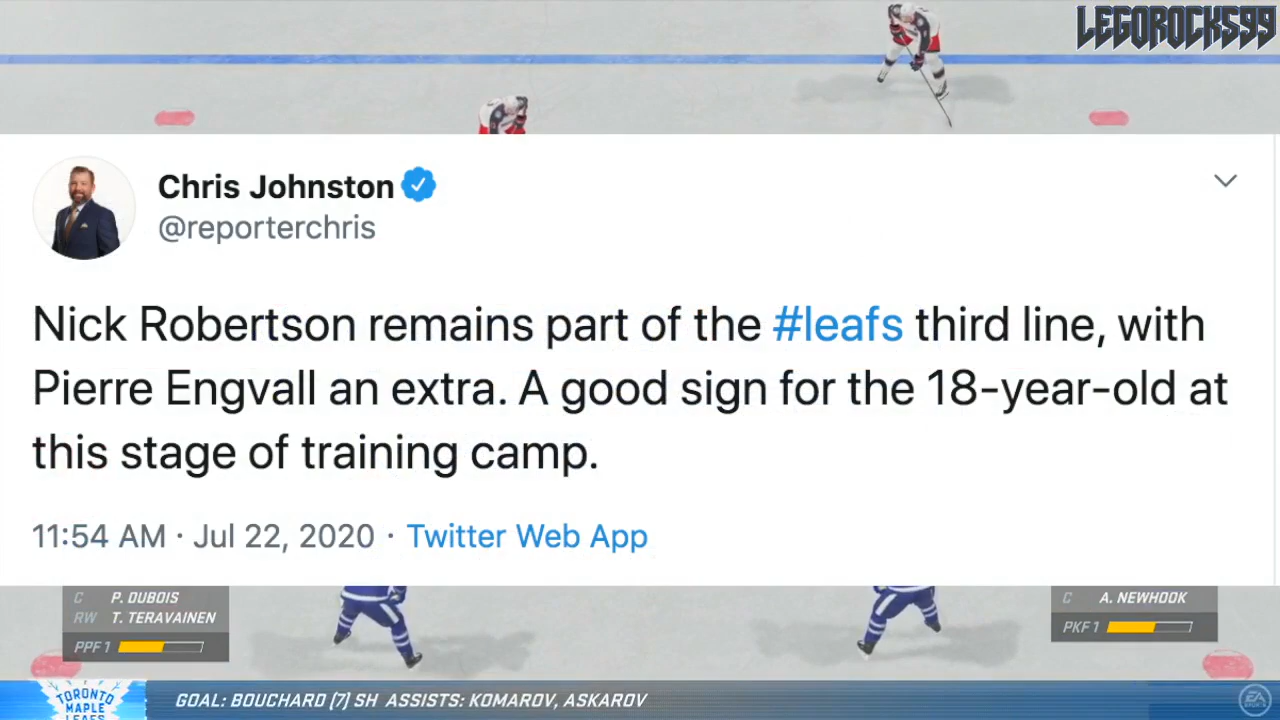 LEGOROCKS99
Chris Johnston
@reporterchris
Nick Robertson remains part of the #leafs third line, with
Pierre Engvall an extra. A good sign for the 18-year-old at
this stage of training camp.
11:54 AM · Jul 22, 2020 · Twitter Web App
C P. DUBOIS
RW T. TERAVAINEN
PPF 1
C A. NEWHOOK
PKF 1
TORONTO
MAPLE
LEAFS
GOAL: BOUCHARD (7) SH ASSISTS: KOMAROV, ASKAROV
EA
SPORTS